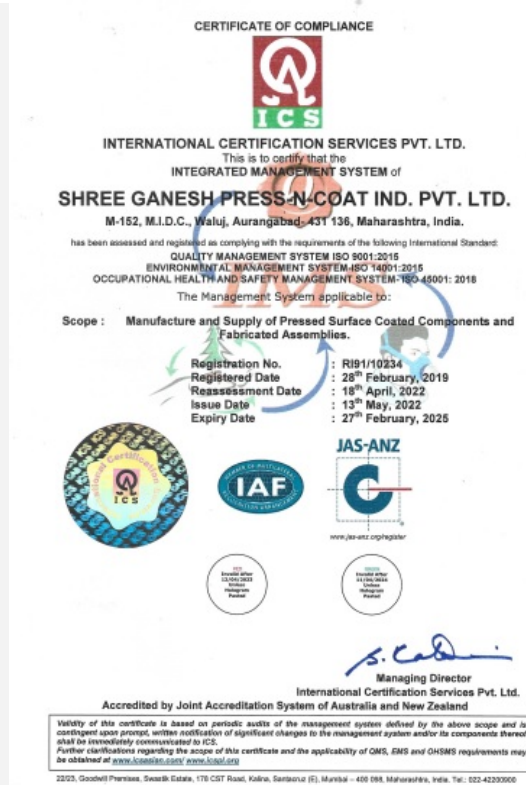 CERTIFICATE OF COMPLIANCE
ICS
INTERNATIONAL CERTIFICATION SERVICES PVT. LTD.
This is to certify that the
INTEGRATED MANAGEMENT SYSTEM of
SHREE GANESH PRESS-N-COAT IND. PVT. LTD.
M-152, M.I.D.C., Waluj, Aurangabad- 431 136, Maharashtra, India.
has been assessed and registered as complying with the requirements of the following International Standard:
QUALITY MANAGEMENT SYSTEM ISO 9001:2015
ENVIRONMENTAL MANAGEMENT SYSTEM-ISO 14001:2015
OCCUPATIONAL HEALTH AND SAFETY MANAGEMENT SYSTEM- ISO 45001: 2018
IMS
The Management System applicable to:
Scope : Manufacture and Supply of Pressed Surface Coated Components and
Fabricated Assemblies.
Registration No. : RI91/10234
Registered Date : 28th February, 2019
Reassessment Date : 18th April, 2022
Issue Date : 13th May, 2022
Expiry Date : 27th February, 2025
ICS
IAF
JAS-ANZ
www.jas-anz.org/register
Invalid After
Unless
Hologram
Pasted
Invalid After
Unless
Hologram
Pasted
Managing Director
International Certification Services Pvt. Ltd.
Accredited by Joint Accreditation System of Australia and New Zealand
Validity of this certificate is based on periodic audits of the management system defined by the above scope and is
contingent upon prompt, written notification of significant changes to the management system and/or its components thereof
shall be immediately communicated to ICS.
Further clarifications regarding the scope of this certificate and the applicability of QMS, EMS and OHSMS requirements may
be obtained at www.icsasian.com/ www.icspl.org
22/23, Goodwill Premises, Swastik Estate, 178 CST Road, Kalina, Santacruz (E), Mumbai – 400 098, Maharashtra, India. Tel.: 022-42200900